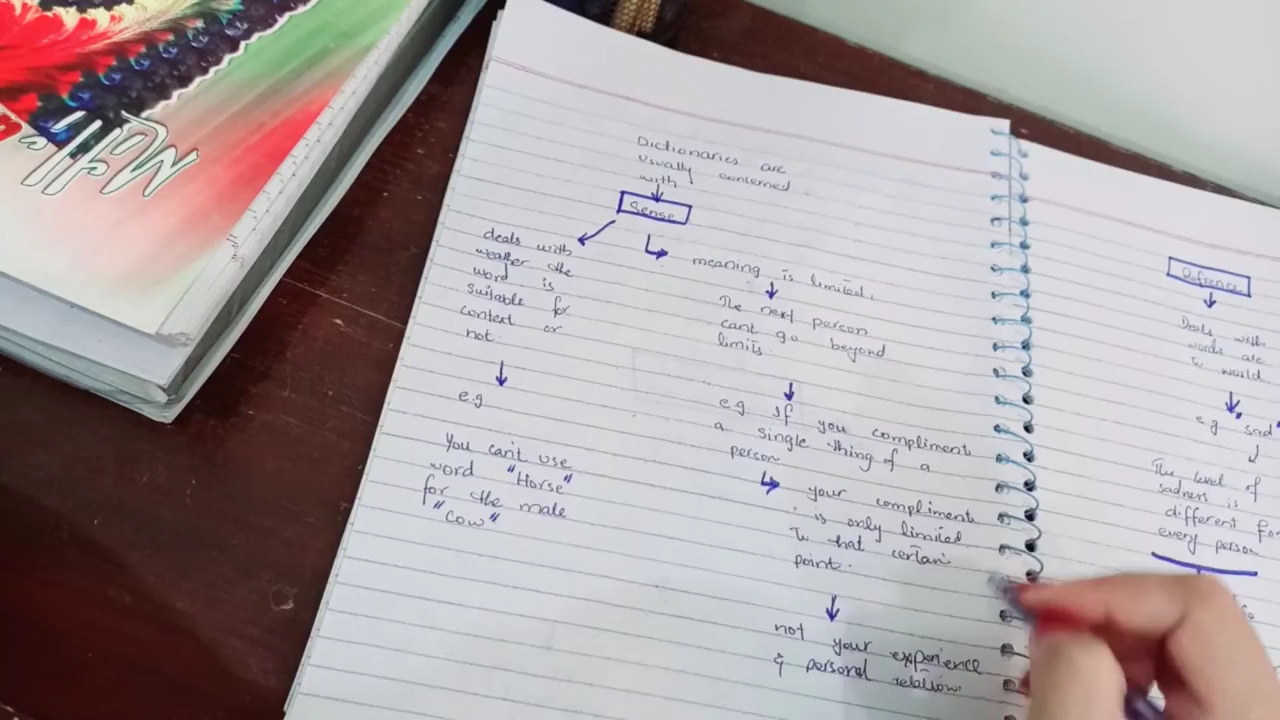 Dictionaries are
usually concerned
with
Sense
deals with
weather the
word is
suitable for
context or
not.
e.g
You can't use
word "Horse"
for the male
"Cow"
meaning is limited.
The next person
cant go beyond
limits.
e.g If you compliment
a single thing of a
person
your compliment
is only limited
To that certain
point.
not your experience
& personal relation.
Deals with
words are
To world
e.g "sad"
The level of
sadness is
different for
every person